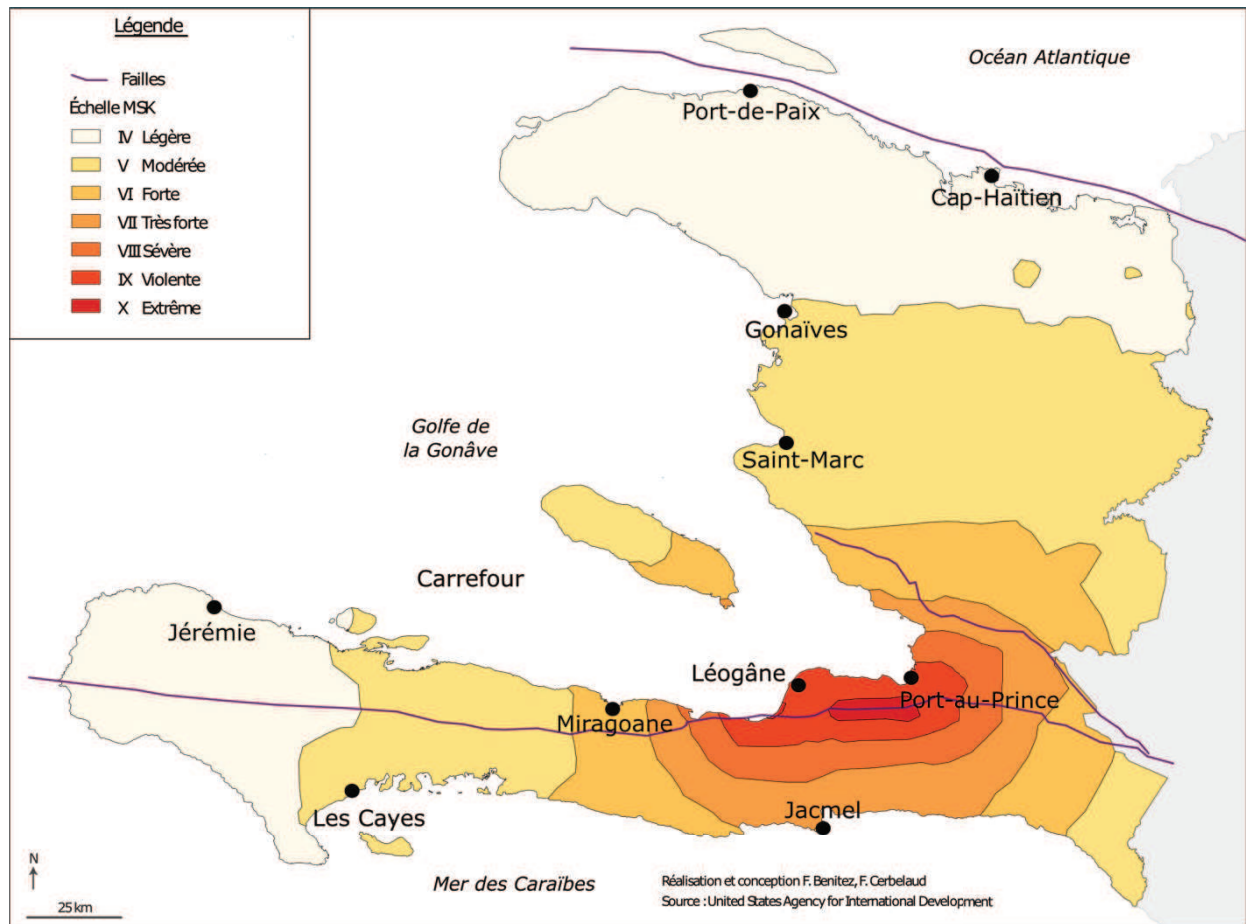 Légende
Failles
Échelle MSK
IV Légère
V Modérée
VI Forte
VII Très forte
VIII Sévère
IX Violente
X Extrême
Océan Atlantique
Port-de-Paix
Cap-Haïtien
Gonaïves
Golfe de
la Gonâve
Saint-Marc
Carrefour
Jérémie
Léogâne
Port-au-Prince
Miragoane
Les Cayes
Jacmel
Mer des Caraïbes
N
25 km
Réalisation et conception F. Benitez, F. Cerbelaud
Source : United States Agency for International Development